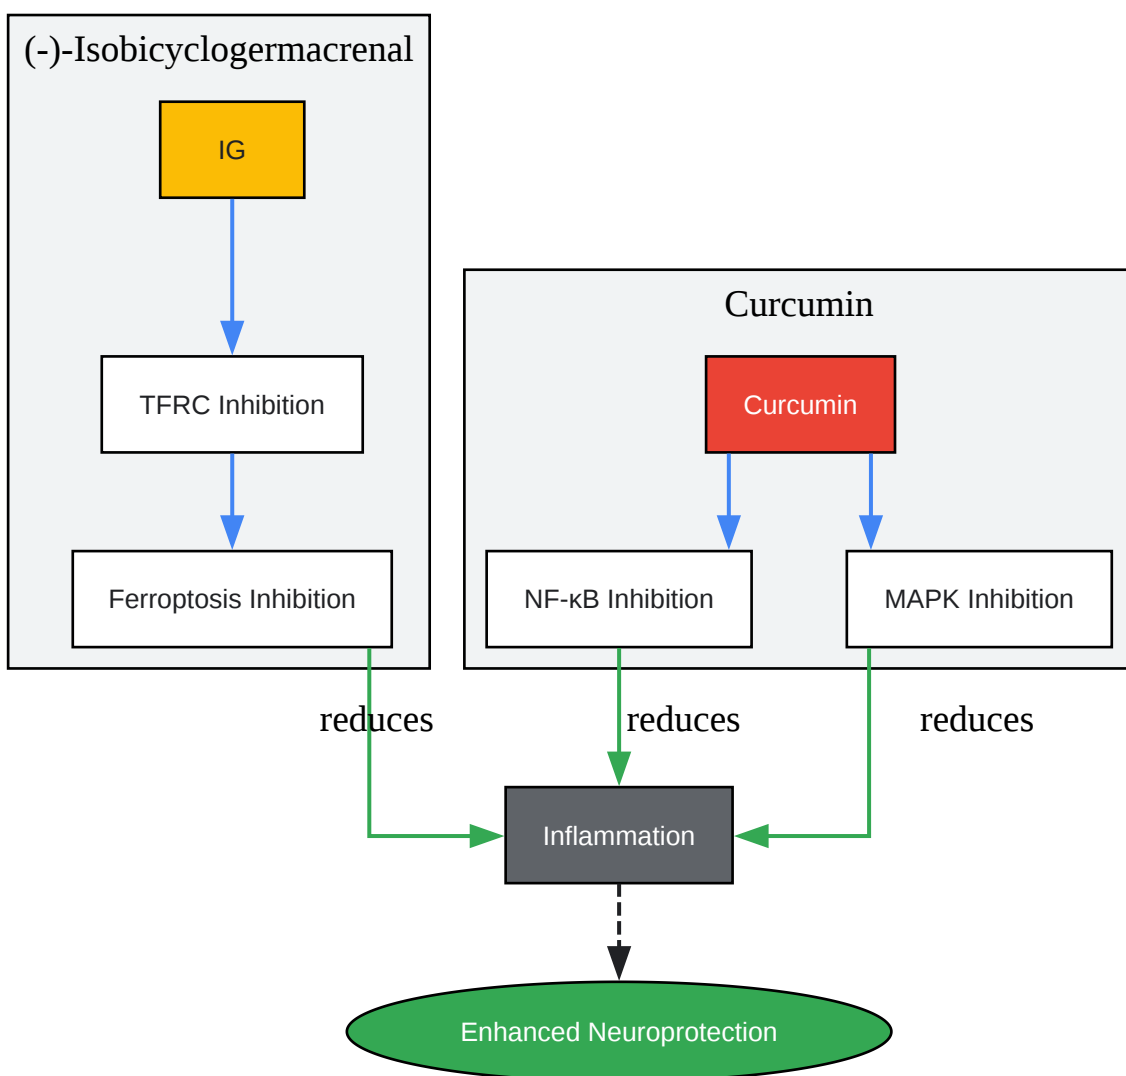 (-)-Isobicyclogermacrenal
IG
TFRC Inhibition
Ferroptosis Inhibition
Curcumin
Curcumin
NF-κB Inhibition
MAPK Inhibition
reduces
reduces
reduces
Inflammation
Enhanced Neuroprotection